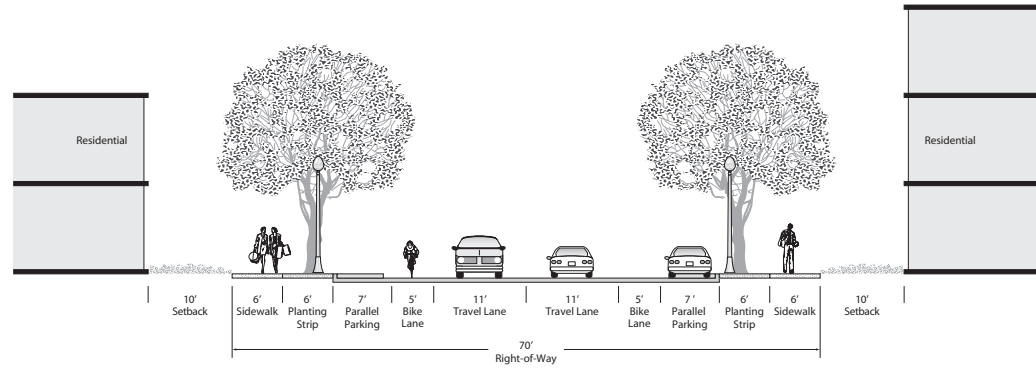 Residential
Residential
10’ 6’ 6’ 7’ 5’ 11’ 11’ 5’ 7’ 6’ 6’ 10’
Setback Sidewalk Planting Parallel Bike Travel Lane Travel Lane Bike Parallel Planting Sidewalk Setback
Strip Parking Lane Lane Parking Strip
70’
Right-of-Way